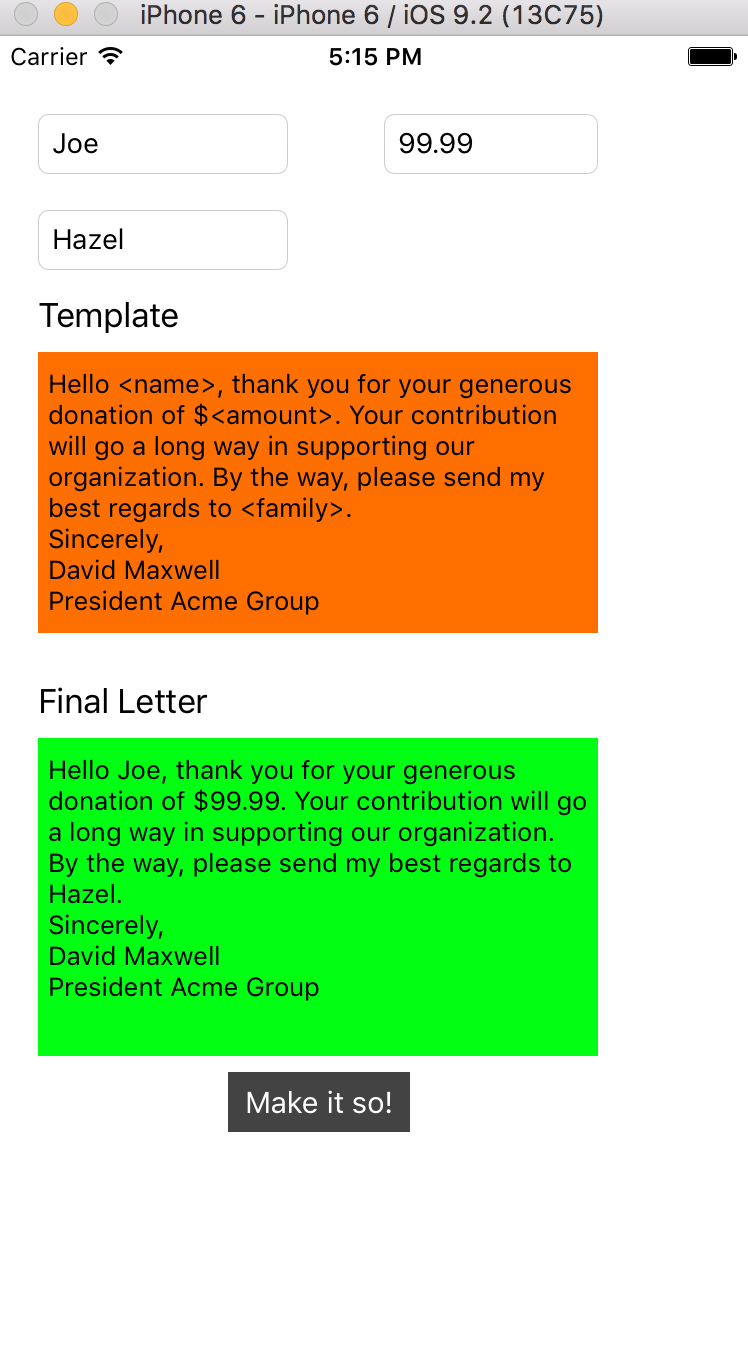 iPhone 6 - iPhone 6 / iOS 9.2 (13C75)
Carrier 5:15 PM
Joe 99.99
Hazel
Template
Hello <name>, thank you for your generous
donation of $<amount>. Your contribution
will go a long way in supporting our
organization. By the way, please send my
best regards to <family>.
Sincerely,
David Maxwell
President Acme Group
Final Letter
Hello Joe, thank you for your generous
donation of $99.99. Your contribution will go
a long way in supporting our organization.
By the way, please send my best regards to
Hazel.
Sincerely,
David Maxwell
President Acme Group
Make it so!